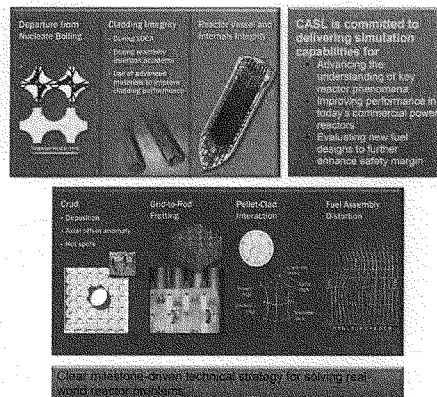 Departure from
Nucleate Boiling
Cladding Integrity
- During LOCA
- During reactivity
insertion accidents
- Use of advanced
materials to improve
cladding performance
Reactor Vessel and
Internals Integrity
CASL is committed to
delivering simulation
capabilities for
- Advancing the
understanding of key
reactor phenomena
- Improving performance in
today's commercial power
reactors
- Evaluating new fuel
designs to further
enhance safety margin
Crud
- Deposition
- Axial offset anomaly
- Hot spots
Grid-to-Rod
Fretting
Pellet-Clad
Interaction
Fuel Assembly
Distortion
Clear milestone-driven technical strategy for solving real-
world reactor problems